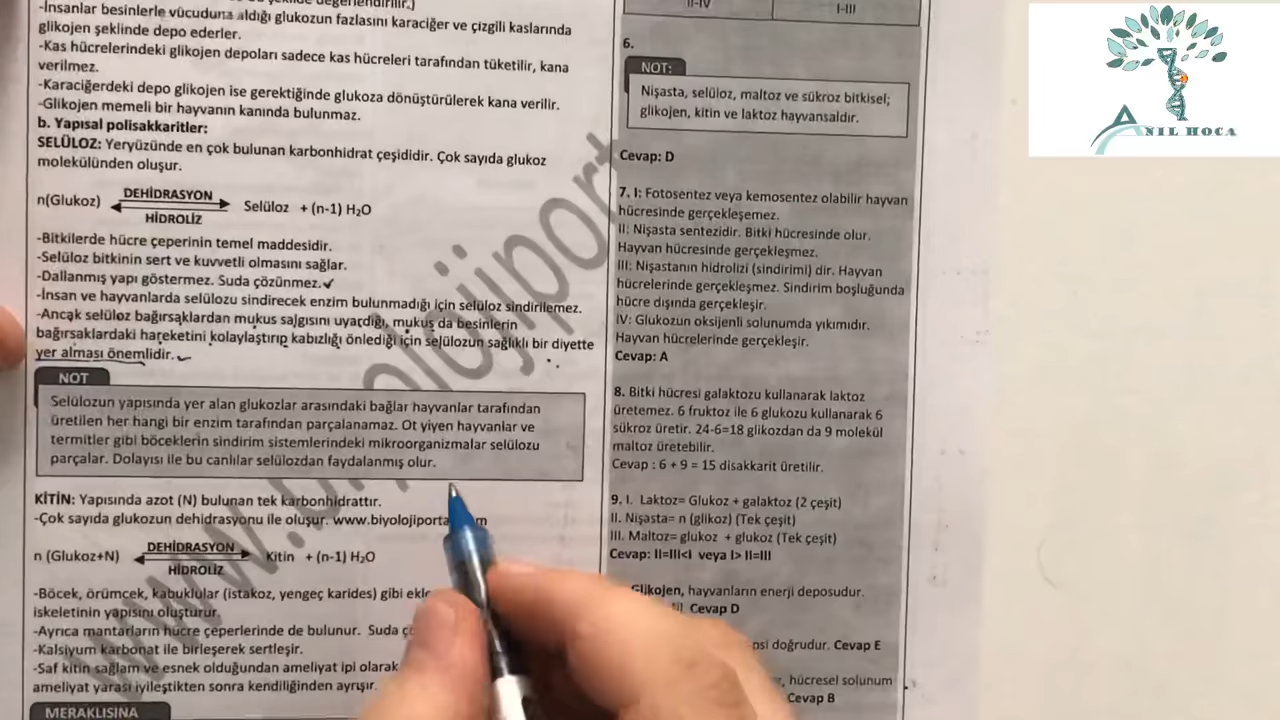 şekilde değerlendirilir.)
-İnsanlar besinlerle vücuduna aldığı glukozun fazlasını karaciğer ve çizgili kaslarında
glikojen şeklinde depo ederler.
-Kas hücrelerindeki glikojen depoları sadece kas hücreleri tarafından tüketilir, kana
verilmez.
-Karaciğerdeki depo glikojen ise gerektiğinde glukoza dönüştürülerek kana verilir.
-Glikojen memeli bir hayvanın kanında bulunmaz.
b. Yapısal polisakkaritler:
SELÜLOZ: Yeryüzünde en çok bulunan karbonhidrat çeşididir. Çok sayıda glukoz
molekülünden oluşur.
n(Glukoz) DEHİDRASYON Selüloz + (n-1) H₂O
HİDROLİZ
-Bitkilerde hücre çeperinin temel maddesidir.
-Selüloz bitkinin sert ve kuvvetli olmasını sağlar.
-Dallanmış yapı göstermez. Suda çözünmez.
-İnsan ve hayvanlarda selülozu sindirecek enzim bulunmadığı için selüloz sindirilemez.
-Ancak selüloz bağırsaklardan mukus salgısını uyardığı, mukus da besinlerin
bağırsaklardaki hareketini kolaylaştırıp kabızlığı önlediği için selülozun sağlıklı bir diyette
yer alması önemlidir.
NOT
Selülozun yapısında yer alan glukozlar arasındaki bağlar hayvanlar tarafından
üretilen her hangi bir enzim tarafından parçalanamaz. Ot yiyen hayvanlar ve
termitler gibi böceklerin sindirim sistemlerindeki mikroorganizmalar selülozu
parçalar. Dolayısı ile bu canlılar selülozdan faydalanmış olur.
KİTİN: Yapısında azot (N) bulunan tek karbonhidrattır.
-Çok sayıda glukozun dehidrasyonu ile oluşur. www.biyolojiporta
n (Glukoz+N) DEHİDRASYON Kitin + (n-1) H₂O
HİDROLİZ
-Böcek, örümcek, kabuklular (istakoz, yengeç karides) gibi ekle
iskeletinin yapısını oluşturur.
-Ayrıca mantarların hücre çeperlerinde de bulunur. Suda
-Kalsiyum karbonat ile birleşerek sertleşir.
-Saf kitin sağlam ve esnek olduğundan ameliyat ipi olarak
ameliyat yarası iyileştikten sonra kendiliğinden ayrışır.
MERAKLISINA
II-IV I-III
6.
NOT:
Nişasta, selüloz, maltoz ve sükroz bitkisel;
glikojen, kitin ve laktoz hayvansaldır.
Cevap: D
7. I: Fotosentez veya kemosentez olabilir hayvan
hücresinde gerçekleşemez.
II: Nişasta sentezidir. Bitki hücresinde olur.
Hayvan hücresinde gerçekleşmez.
III: Nişastanın hidrolizi (sindirimi) dir. Hayvan
hücrelerinde gerçekleşmez. Sindirim boşluğunda
hücre dışında gerçekleşir.
IV: Glukozun oksijenli solunumda yıkımıdır.
Hayvan hücrelerinde gerçekleşir.
Cevap: A
8. Bitki hücresi galaktozu kullanarak laktoz
üretemez. 6 fruktoz ile 6 glukozu kullanarak 6
sükroz üretir. 24-6=18 glikozdan da 9 molekül
maltoz üretebilir.
Cevap : 6 + 9 = 15 disakkarit üretilir.
9. I. Laktoz= Glukoz + galaktoz (2 çeşit)
II. Nişasta= n (glikoz) (Tek çeşit)
III. Maltoz= glukoz + glukoz (Tek çeşit)
Cevap: II=III<I veya I> II=III
Glikojen, hayvanların enerji deposudur.
Cevap D
doğrudur. Cevap E
hücresel solunum
Cevap B
ANIL HOCA